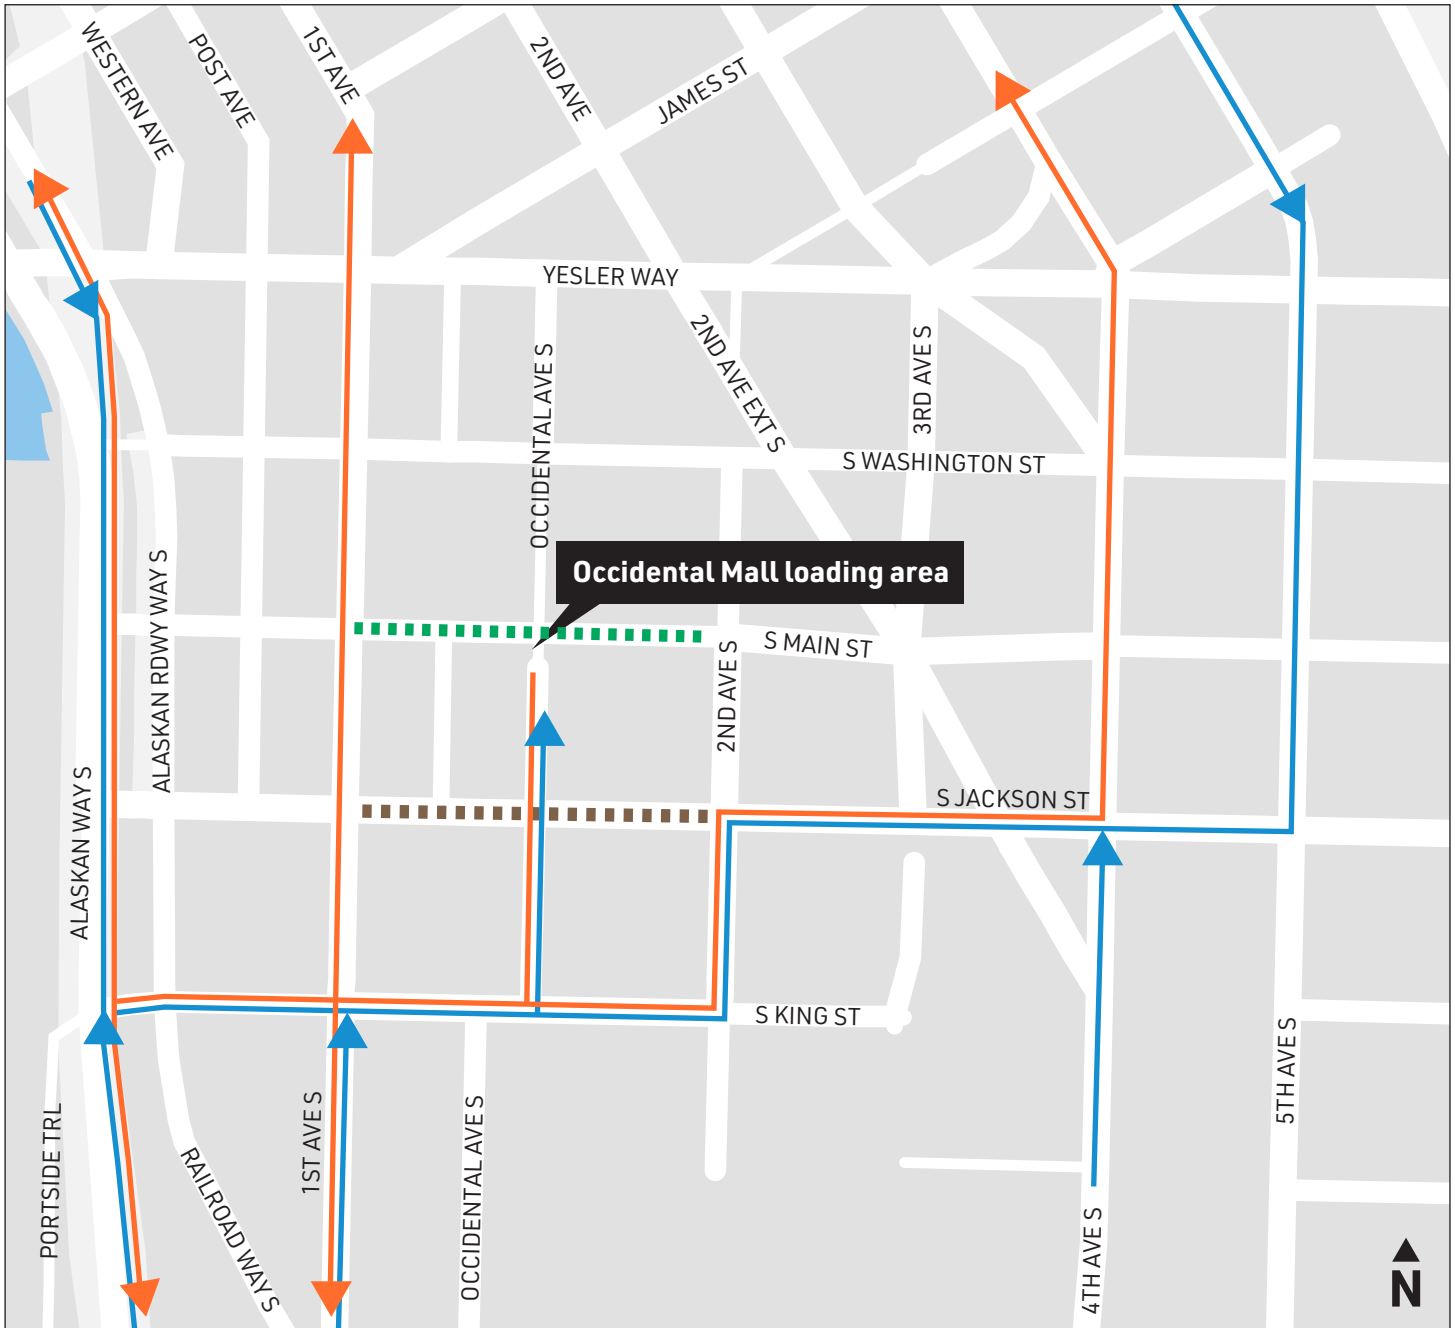 WESTERN AVE
POST AVE
1ST AVE
2ND AVE
JAMES ST
YESLER WAY
2ND AVE EXT S
3RD AVE S
OCCIDENTAL AVE S
S WASHINGTON ST
Occidental Mall loading area
ALASKAN RDWY WAY S
S MAIN ST
2ND AVE S
ALASKAN WAY S
S JACKSON ST
S KING ST
5TH AVE S
PORTSIDE TRL
1ST AVE S
OCCIDENTAL AVE S
RAILROAD WAY S
4TH AVE S
N